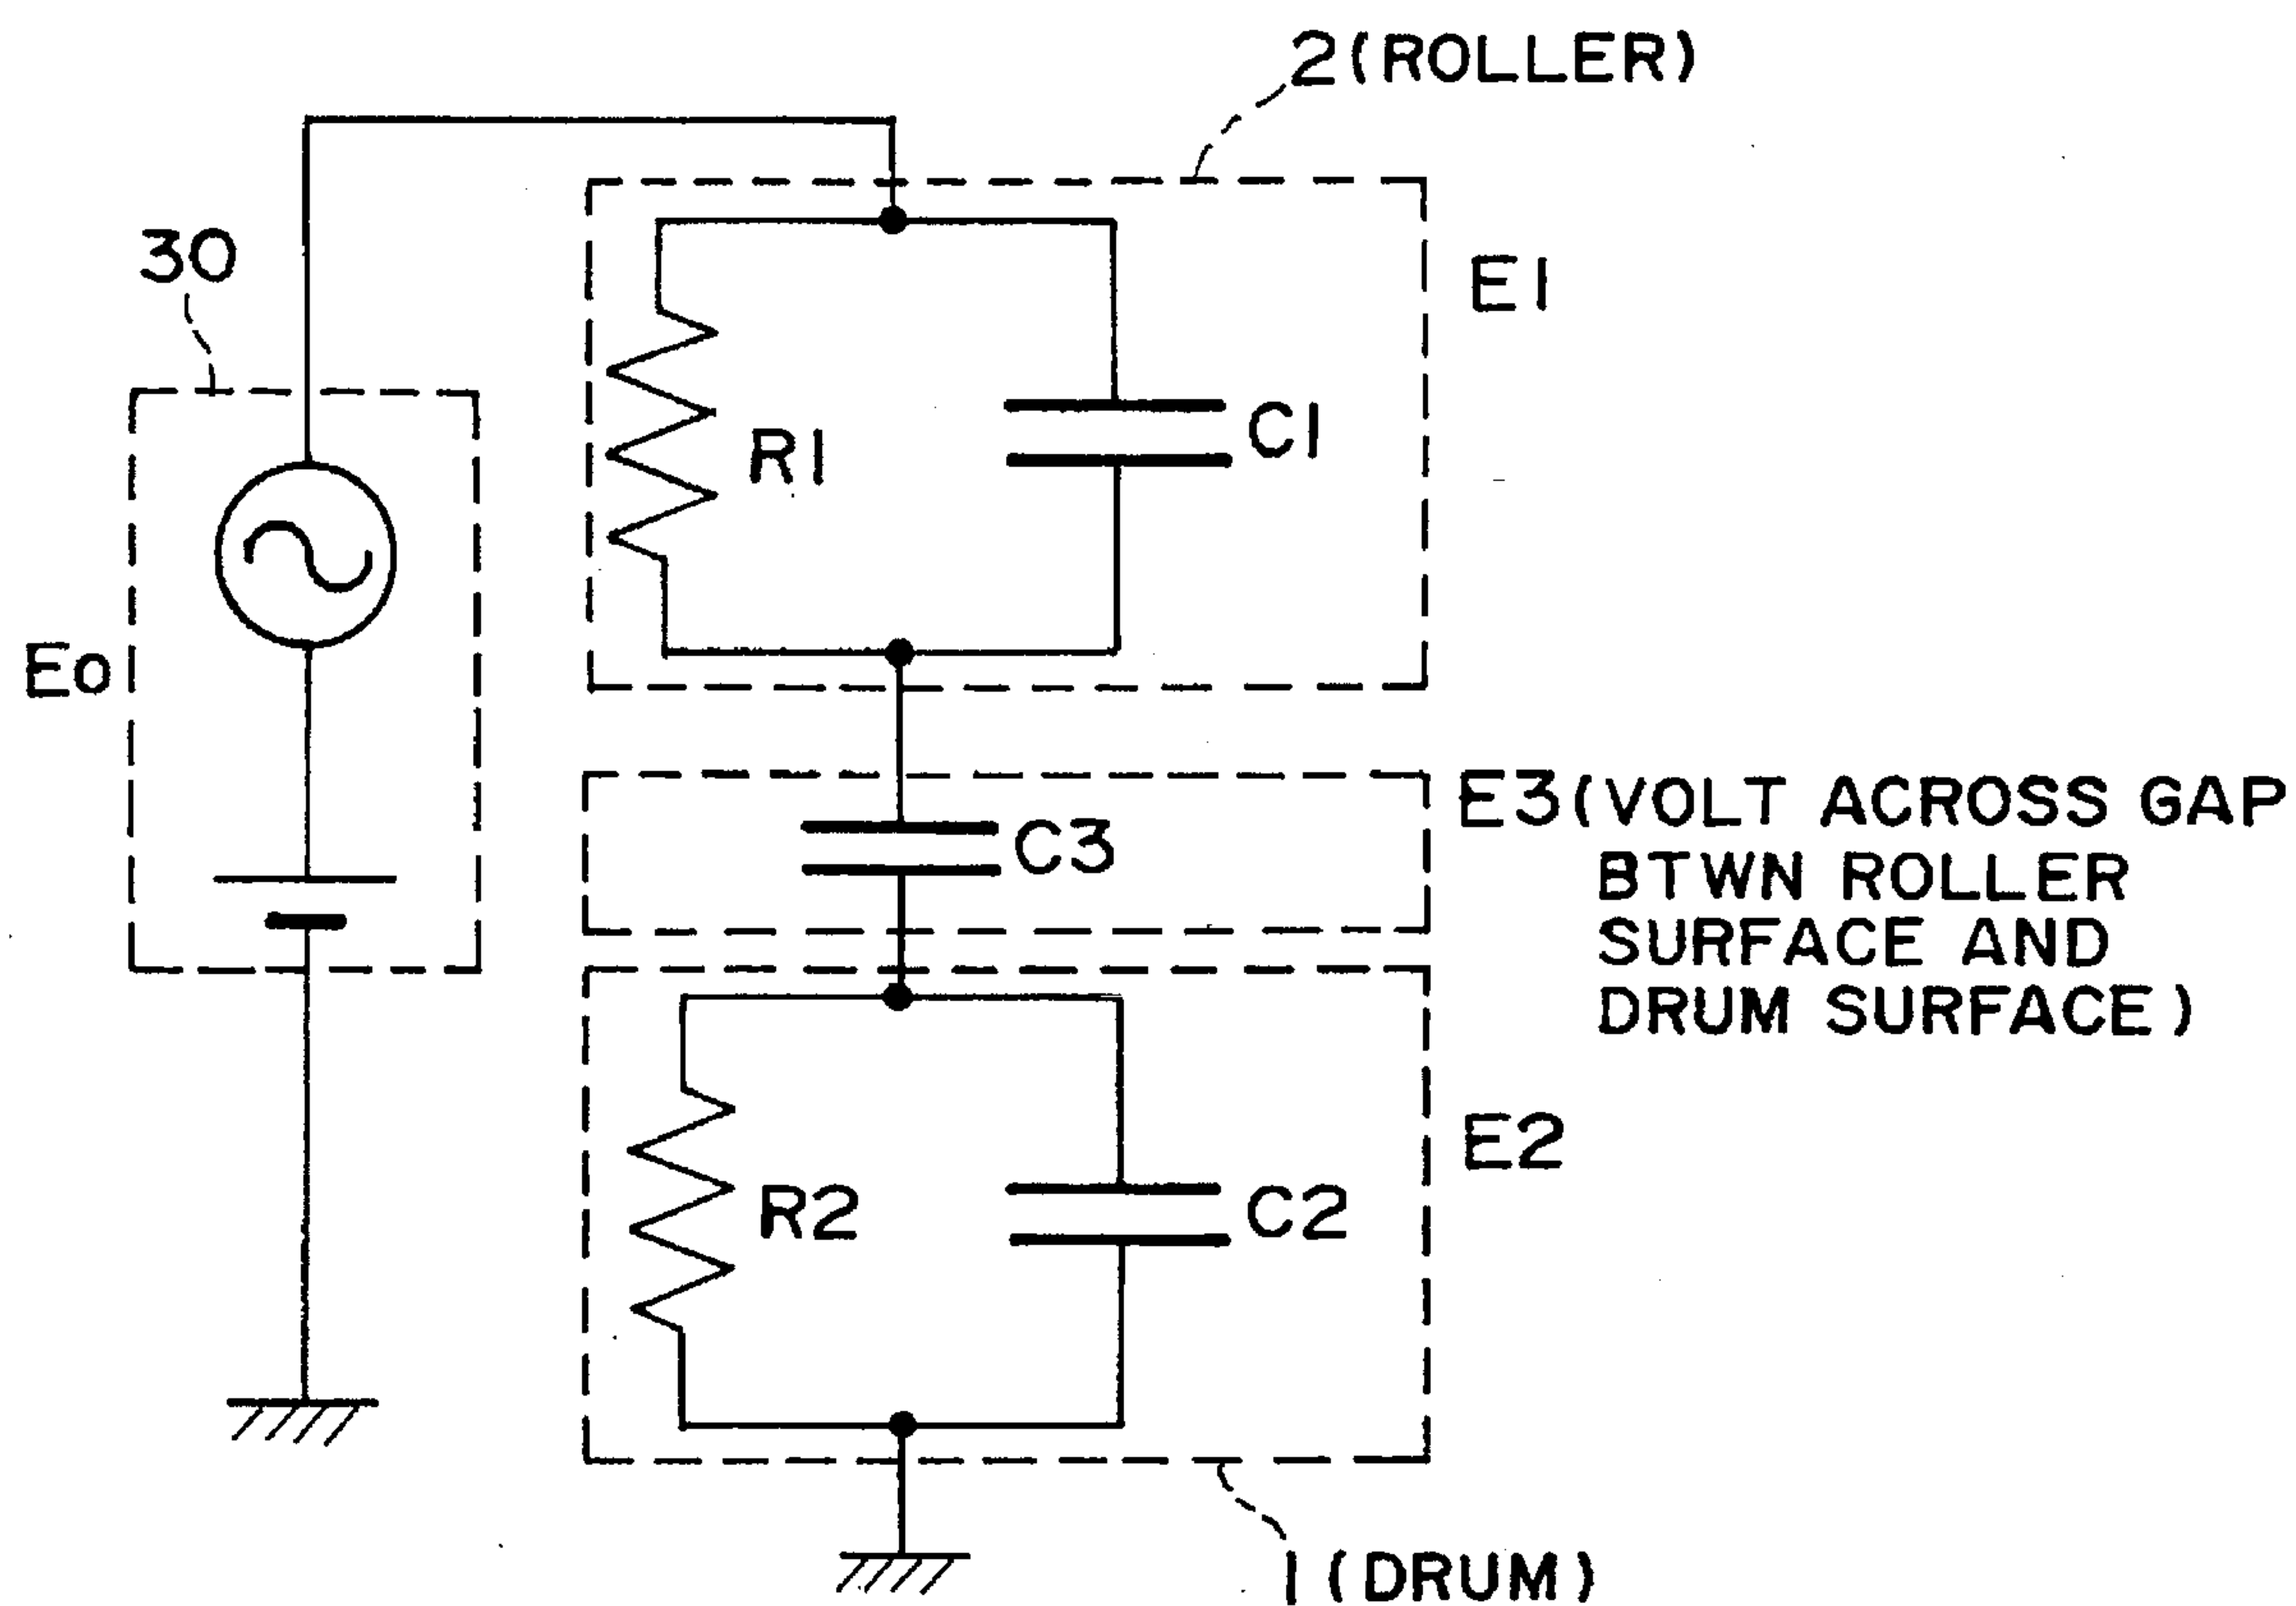 2(ROLLER)
30
E1
R1
C1
Eo
C3
E3(VOLT ACROSS GAP
BTWN ROLLER
SURFACE AND
DRUM SURFACE)
E2
R2
C2
1(DRUM)